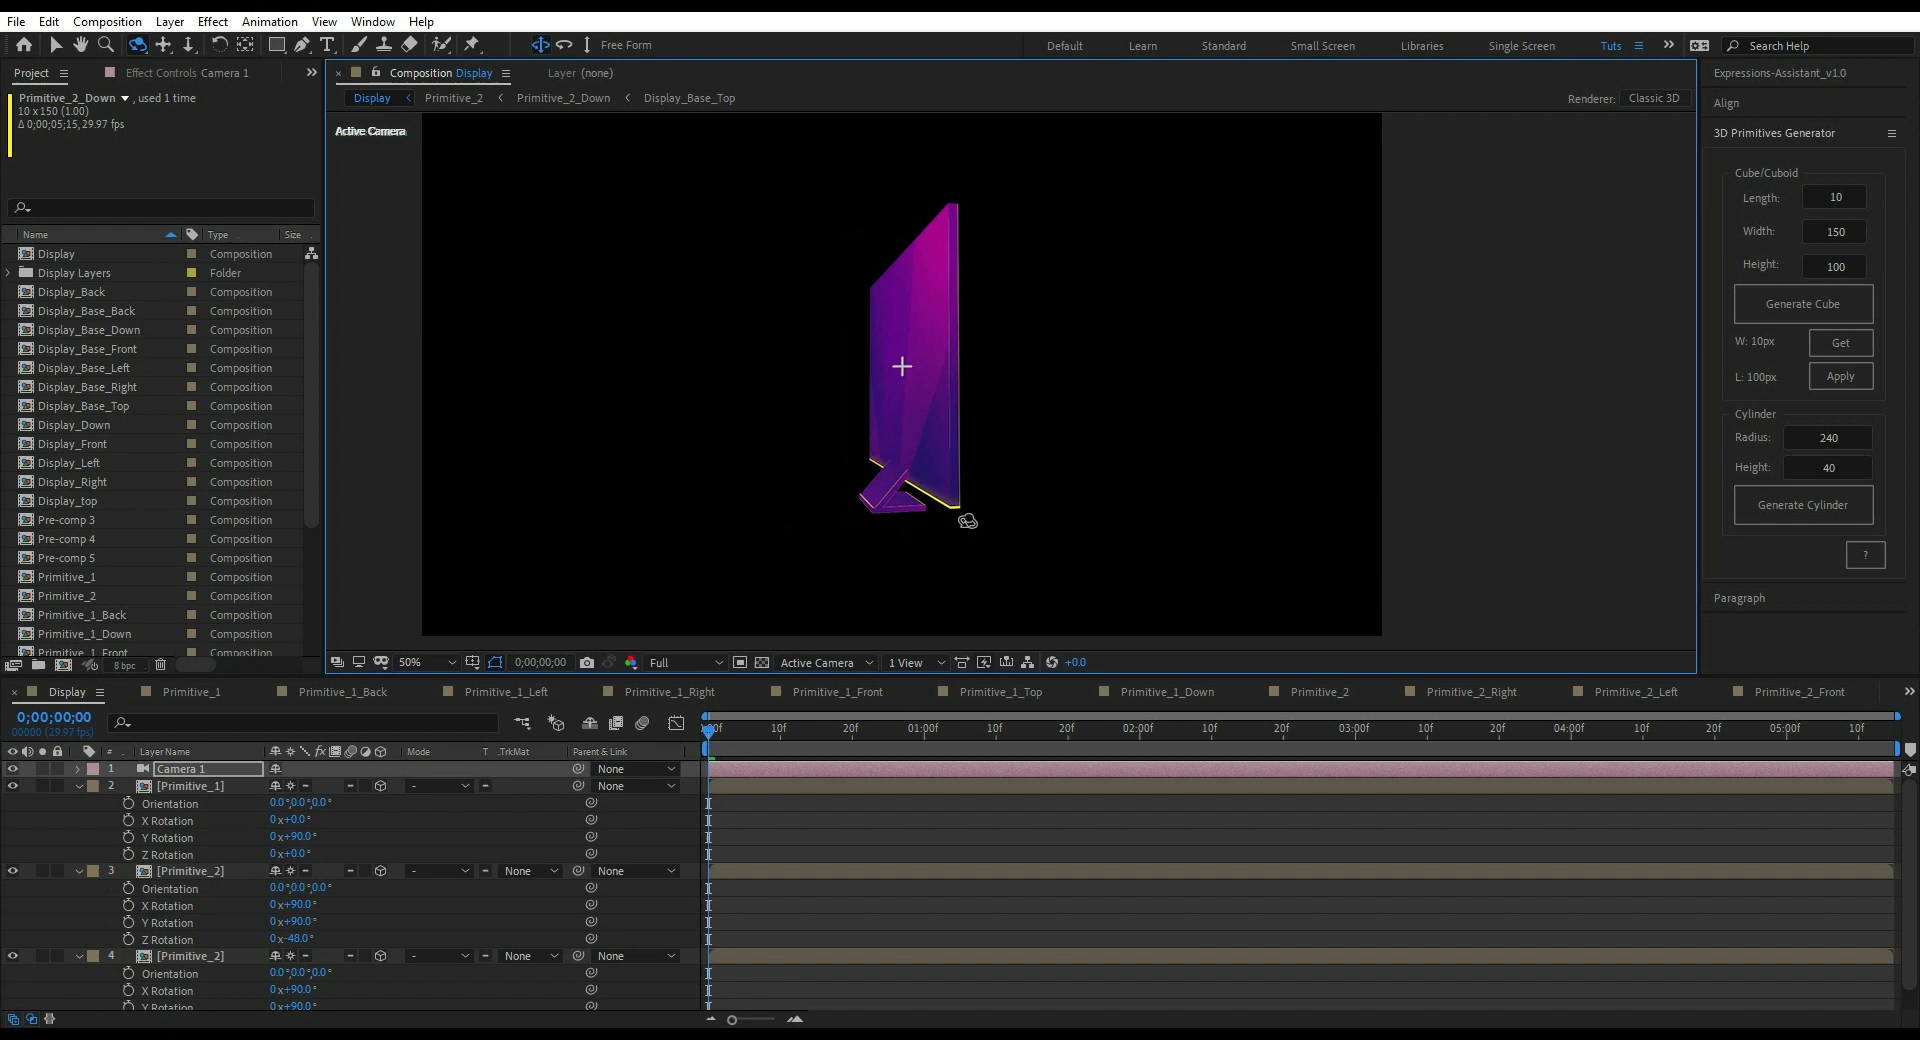 File Edit Composition Layer Effect Animation View Window Help
Free Form
Default Learn Standard Small Screen Libraries Single Screen Tuts
Search Help
Project
Effect Controls Camera 1
Composition Display
Layer (none)
Display Primitive_2 Primitive_2_Down Display_Base_Top
Renderer: Classic 3D
Primitive_2_Down , used 1 time
10 x 150 (1.00)
Δ 0;00;05;15, 29.97 fps
Name Type Size
Display Composition
Display Layers Folder
Display_Back Composition
Display_Base_Back Composition
Display_Base_Down Composition
Display_Base_Front Composition
Display_Base_Left Composition
Display_Base_Right Composition
Display_Base_Top Composition
Display_Down Composition
Display_Front Composition
Display_Left Composition
Display_Right Composition
Display_top Composition
Pre-comp 3 Composition
Pre-comp 4 Composition
Pre-comp 5 Composition
Primitive_1 Composition
Primitive_2 Composition
Primitive_1_Back Composition
Primitive_1_Down Composition
Primitive_1_Front Composition
8 bpc
Active Camera
50% 0;00;00;00 Full Active Camera 1 View +0.0
Expressions-Assistant_v1.0
Align
3D Primitives Generator
Cube/Cuboid
Length: 10
Width: 150
Height: 100
Generate Cube
W: 10px Get
L: 100px Apply
Cylinder
Radius: 240
Height: 40
Generate Cylinder
?
Paragraph
Display Primitive_1 Primitive_1_Back Primitive_1_Left Primitive_1_Right Primitive_1_Front Primitive_1_Top Primitive_1_Down Primitive_2 Primitive_2_Right Primitive_2_Left Primitive_2_Front
0;00;00;00
00000 (29.97 fps)
10f 20f 01:00f 10f 20f 02:00f 10f 20f 03:00f 10f 20f 04:00f 10f 20f 05:00f 10f
# Layer Name fx Mode T .TrkMat Parent & Link
1 Camera 1 None
2 [Primitive_1] - None
Orientation 0.0°,0.0°,0.0°
X Rotation 0x+0.0°
Y Rotation 0x+90.0°
Z Rotation 0x+0.0°
3 [Primitive_2] - None None
Orientation 0.0°,0.0°,0.0°
X Rotation 0x+90.0°
Y Rotation 0x+90.0°
Z Rotation 0x-48.0°
4 [Primitive_2] - None None
Orientation 0.0°,0.0°,0.0°
X Rotation 0x+90.0°
Y Rotation 0x+90.0°